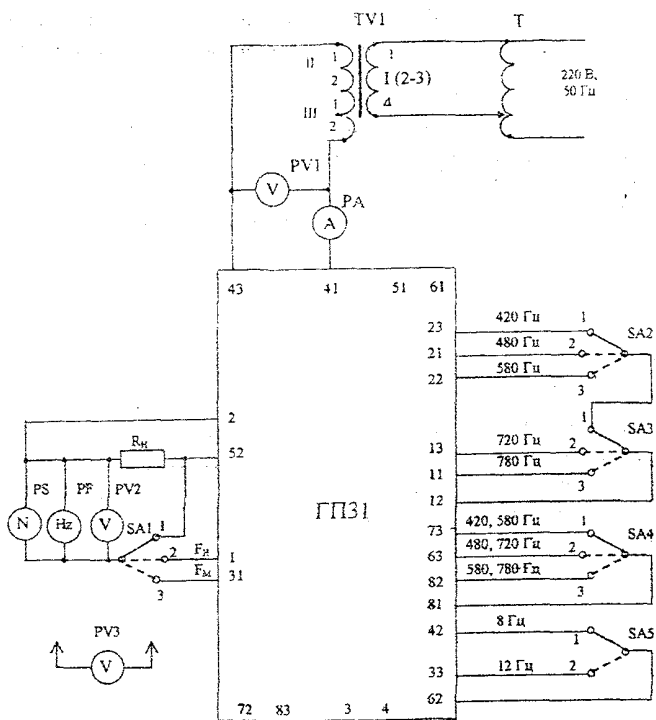 TV1 T
II 1 1
I (2-3)
2
220 В,
50 Гц
III 1
2 4
PV1
V PA
A
43 41 51 61
23 420 Гц 1 SA2
21 480 Гц 2
22 580 Гц 3
2
1 SA3
RН
52 13 720 Гц 2
11 780 Гц 3
12
PS PF PV2
N Hz V SA1 1
ГПЗ1
73 420, 580 Гц 1 SA4
2 FН 1 63 480, 720 Гц 2
3 FМ 31 82 580, 780 Гц 3
81
PV3
V
42 8 Гц 1 SA5
33 12 Гц 2
62
72 83 3 4